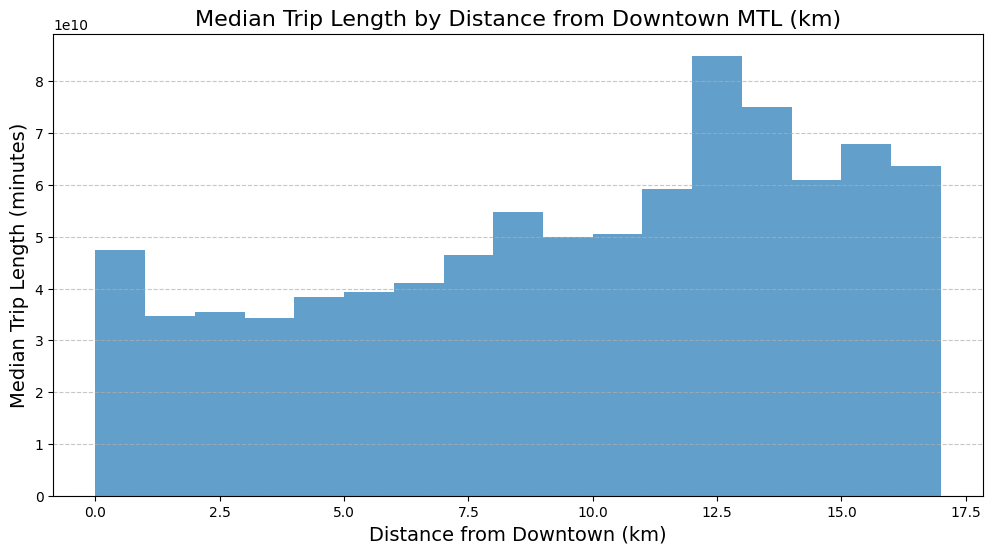 Median Trip Length by Distance from Downtown MTL (km)
1e10
Median Trip Length (minutes)
8
7
6
5
4
3
2
1
0
0.0 2.5 5.0 7.5 10.0 12.5 15.0 17.5
Distance from Downtown (km)